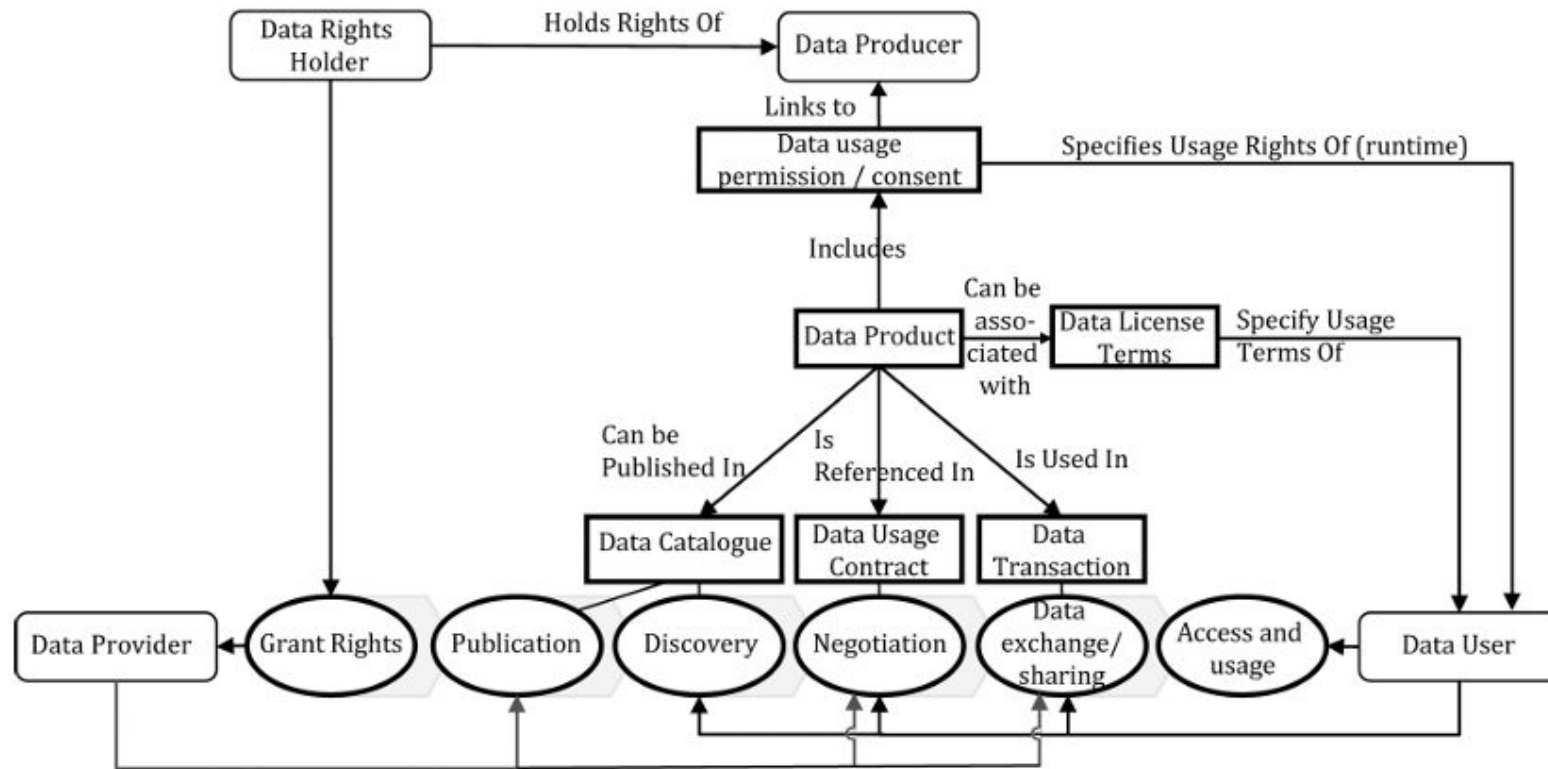 Data Rights
Holder
Holds Rights Of
Data Producer
Links to
Data usage
permission / consent
Specifies Usage Rights Of (runtime)
Includes
Data Product
Can be
asso-
ciated
with
Data License
Terms
Specify Usage
Terms Of
Can be
Published In
Is
Referenced In
Is Used In
Data Catalogue
Data Usage
Contract
Data
Transaction
Data Provider
Grant Rights
Publication
Discovery
Negotiation
Data
exchange/
sharing
Access and
usage
Data User